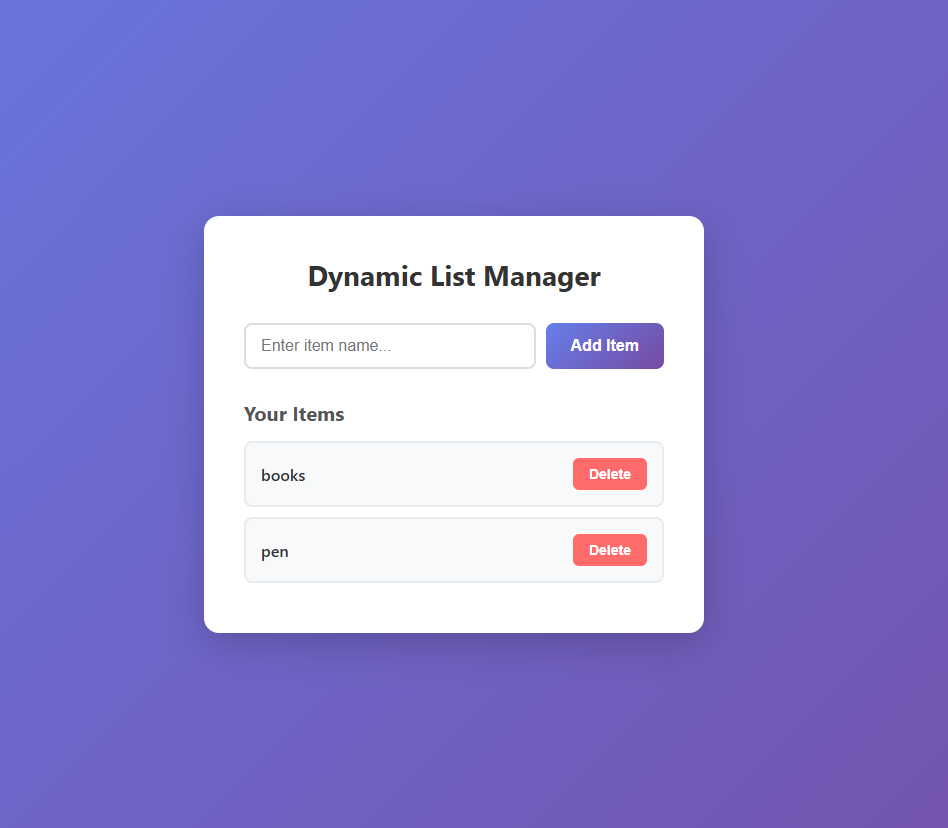 Dynamic List Manager
Enter item name...
Add Item
Your Items
books
Delete
pen
Delete